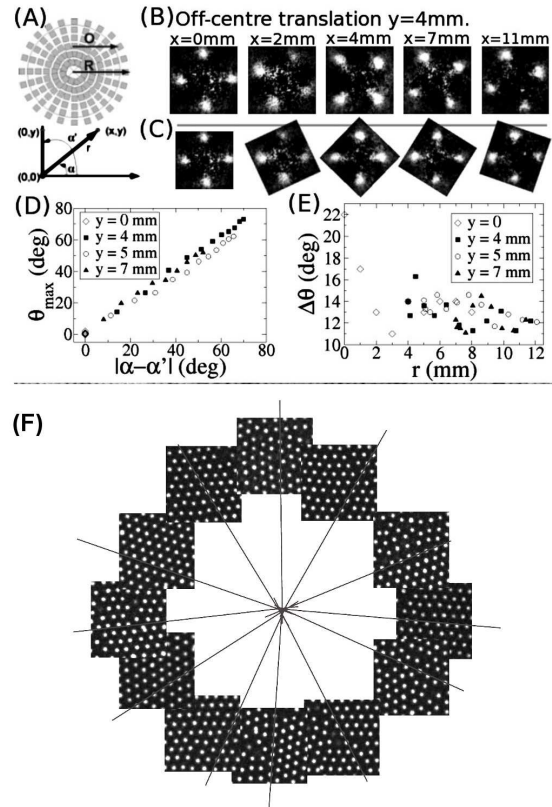 (A)
O
R
(0,y)
α'
(x,y)
r
α
(0,0)
(B) Off-centre translation y=4mm.
x=0mm x=2mm x=4mm x=7mm x=11mm
(C)
(D)
80
60
40
20
0
θmax (deg)
y = 0 mm
y = 4 mm
y = 5 mm
y = 7 mm
0 20 40 60 80
|α−α'| (deg)
(E)
22
20
18
16
14
12
10
Δθ
y = 0
y = 4 mm
y = 5 mm
y = 7 mm
0 2 4 6 8 10 12
r (mm)
(F)